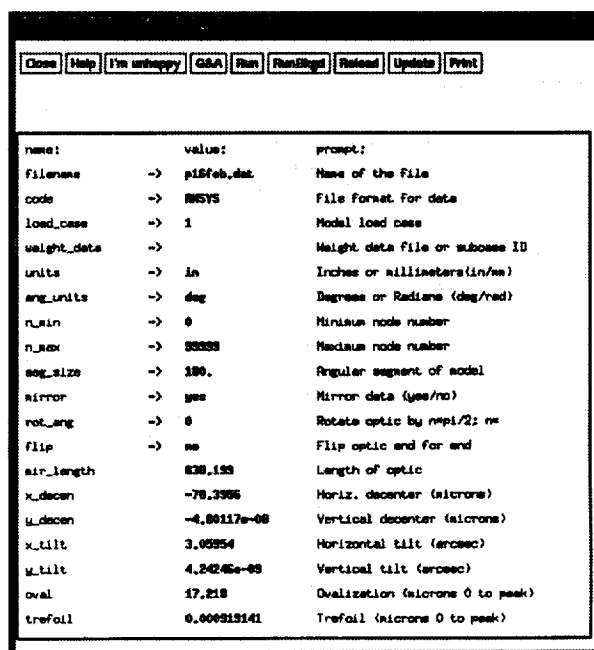 Close Help I'm unhappy Q&A Run RunBkgd Reload Update Print
name: value: prompt:
filename -> p16feb.dat Name of the file
code -> ANSYS File format for data
load_case -> 1 Model load case
weight_data -> Weight data file or subcase ID
units -> in Inches or millimeters(in/mm)
ang_units -> deg Degrees or Radians (deg/rad)
n_min -> 0 Minimum node number
n_max -> 99999 Maximum node number
seg_size -> 180. Angular segment of model
mirror -> yes Mirror data (yes/no)
rot_ang -> 0 Rotate optic by n*pi/2; n=
flip -> no Flip optic end for end
mir_length 838.199 Length of optic
x_decen -70.3986 Horiz. decenter (microns)
y_decen -4.80117e-08 Vertical decenter (microns)
x_tilt 3.05954 Horizontal tilt (arcsec)
y_tilt 4.24246e-09 Vertical tilt (arcsec)
oval 17.218 Ovalization (microns 0 to peak)
trefoil 0.000919141 Trefoil (microns 0 to peak)